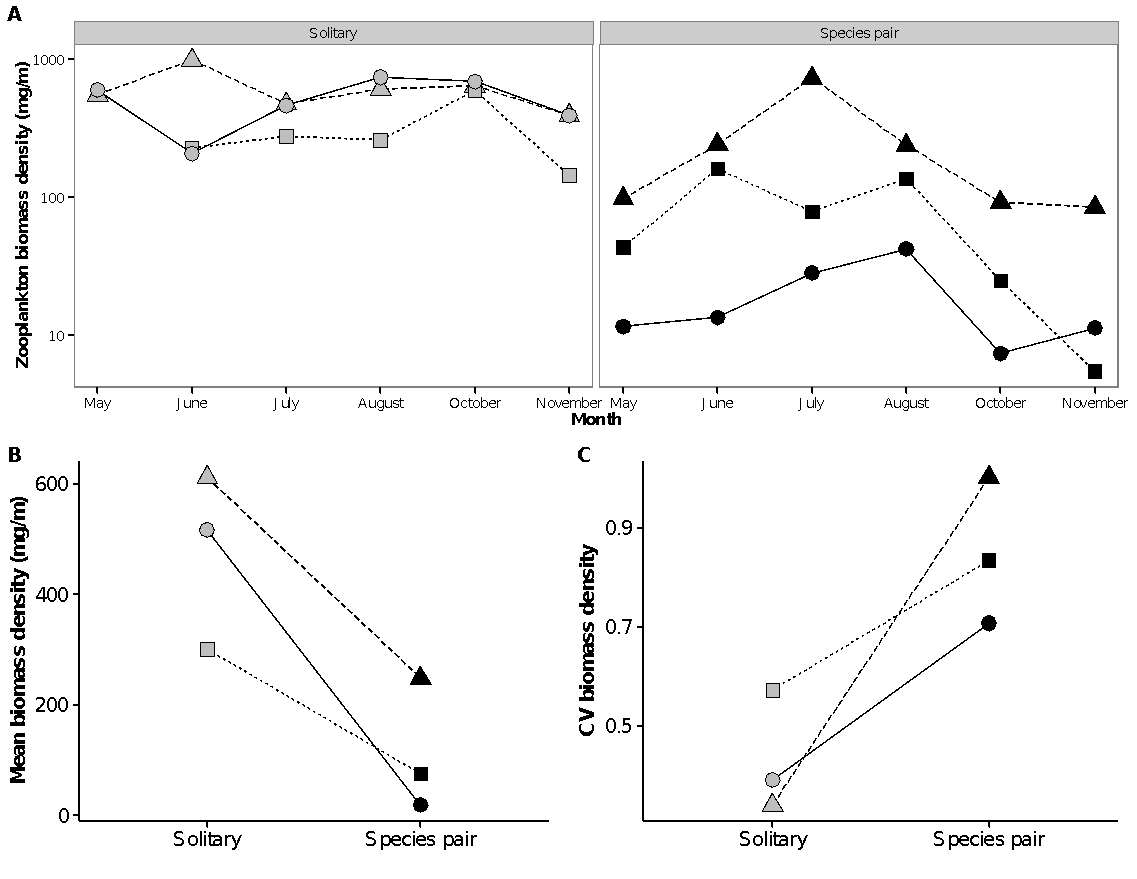 A
Solitary
Species pair
Zooplankton biomass density (mg/m)
1000
100
10
May June July August October November
May June July August October November
Month
B
Mean biomass density (mg/m)
600
400
200
0
Solitary Species pair
C
CV biomass density
0.9
0.7
0.5
Solitary Species pair